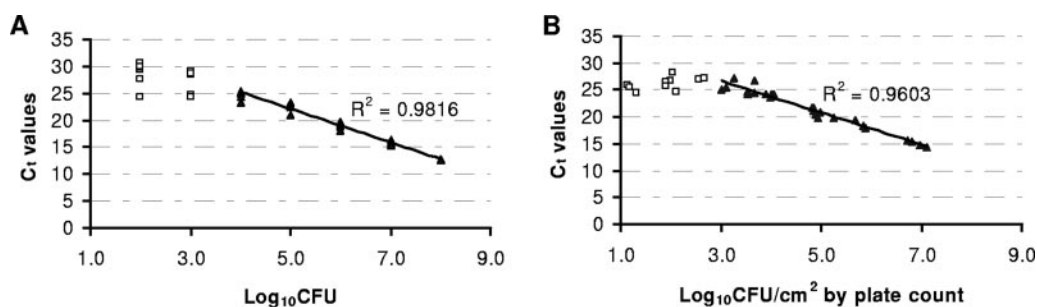 A
B
35
30
25
20
15
10
5
0
Ct values
R² = 0.9816
1.0 3.0 5.0 7.0 9.0
Log₁₀CFU
35
30
25
20
15
10
5
0
Ct values
R² = 0.9603
1.0 3.0 5.0 7.0 9.0
Log₁₀CFU/cm² by plate count